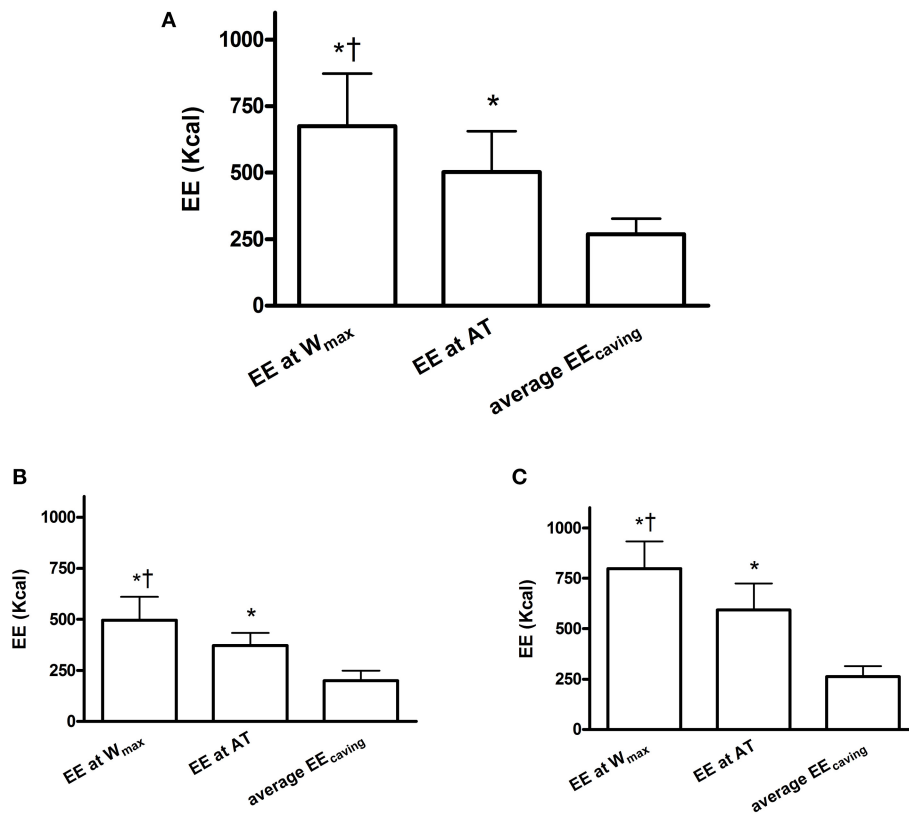 A
EE (Kcal)
1000
750
500
250
0
*†
*
EE at Wmax
EE at AT
average EEcaving
B
EE (Kcal)
1000
750
500
250
0
*†
*
EE at Wmax
EE at AT
average EEcaving
C
EE (Kcal)
1000
750
500
250
0
*†
*
EE at Wmax
EE at AT
average EEcaving